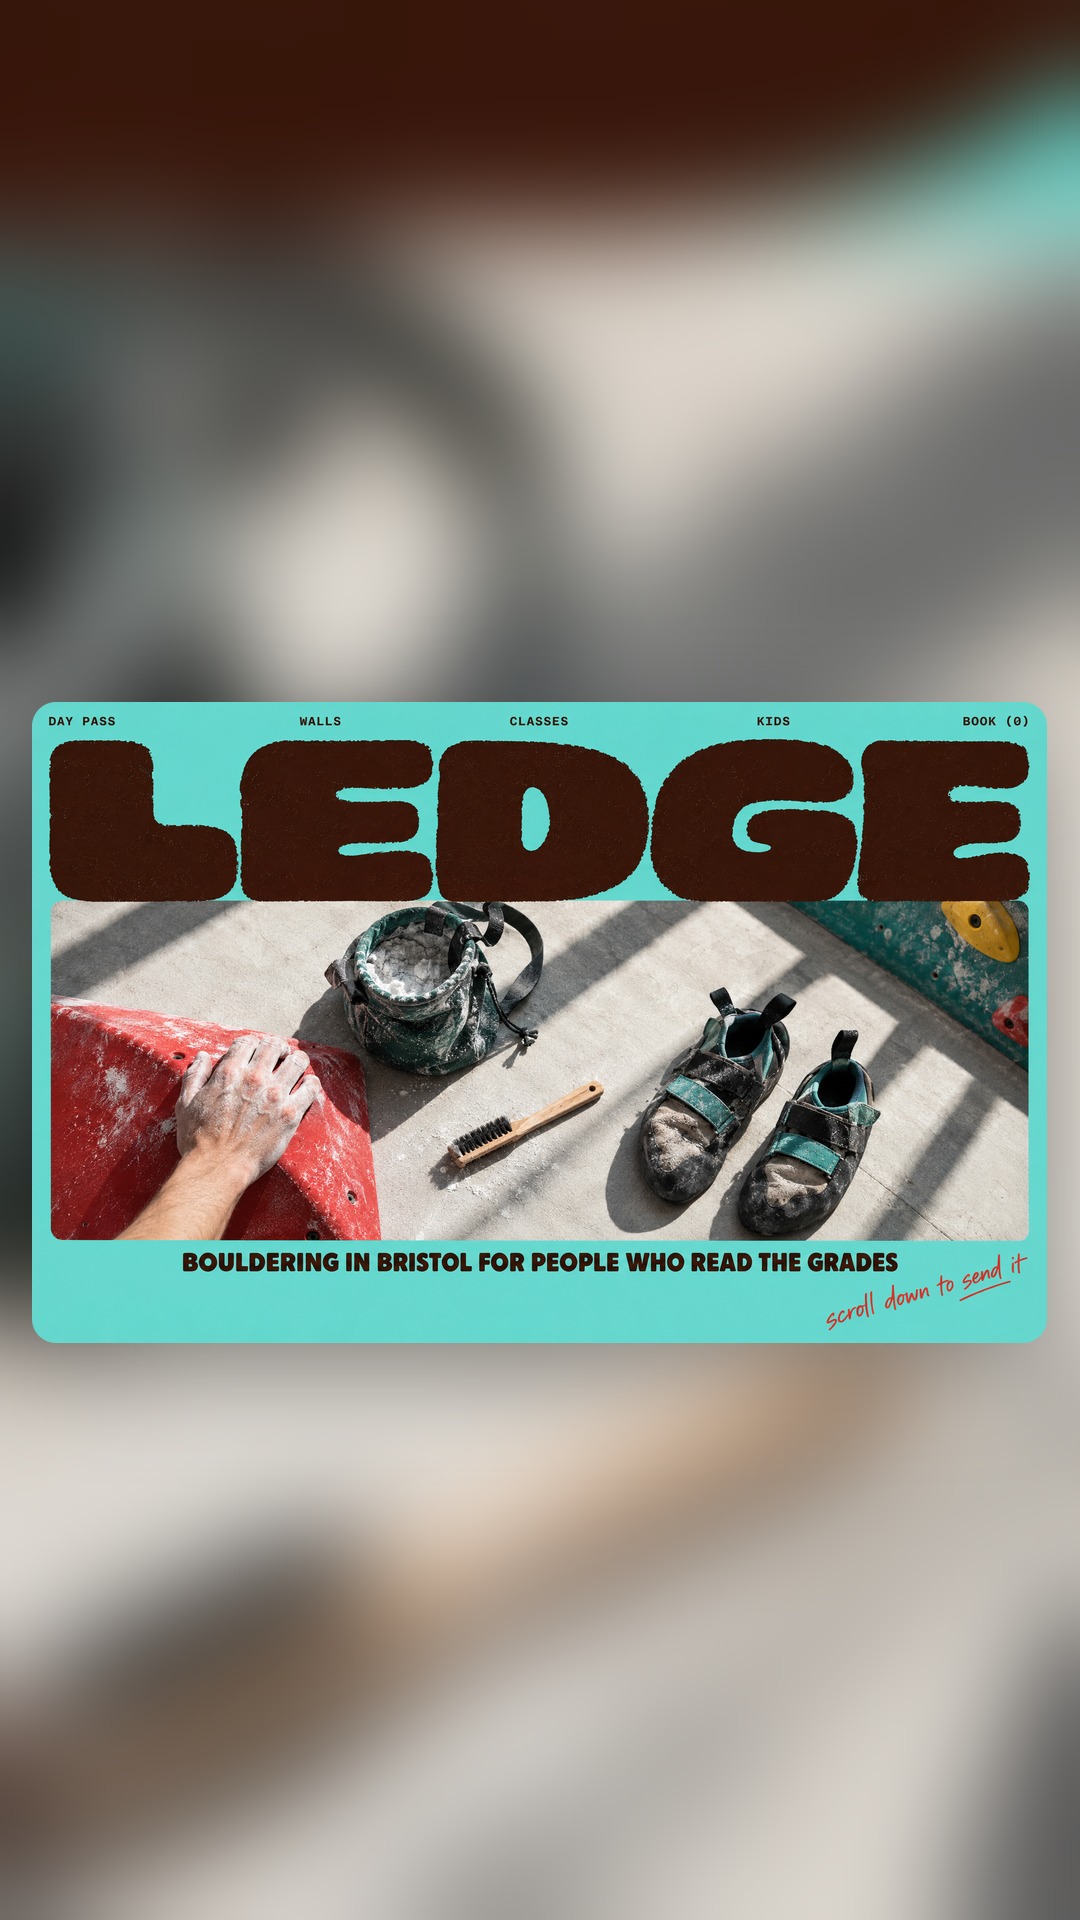 DAY PASS WALLS CLASSES KIDS BOOK (0)
LEDGE
BOULDERING IN BRISTOL FOR PEOPLE WHO READ THE GRADES
scroll down to send it